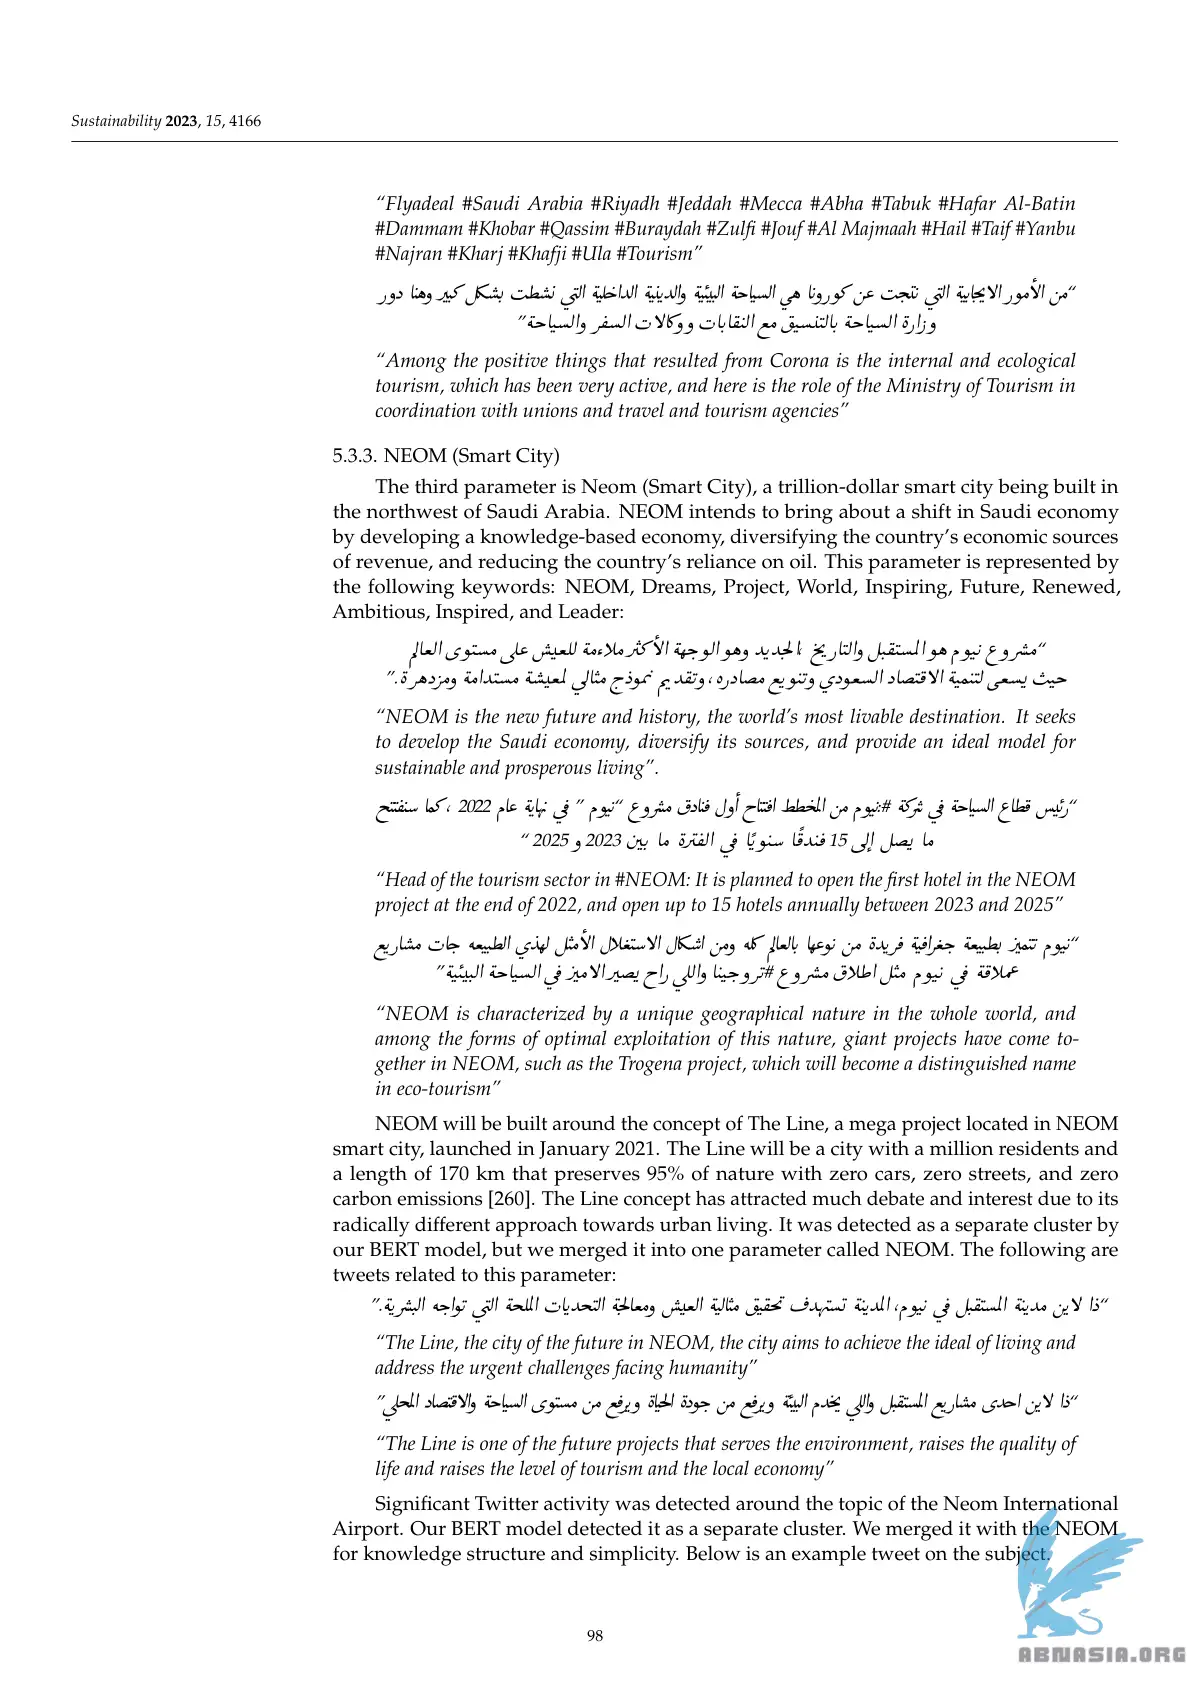 Sustainability 2023, 15, 4166
“Flyadeal #Saudi Arabia #Riyadh #Jeddah #Mecca #Abha #Tabuk #Hafar Al-Batin
#Dammam #Khobar #Qassim #Buraydah #Zulfi #Jouf #Al Majmaah #Hail #Taif #Yanbu
#Najran #Kharj #Khafji #Ula #Tourism”
“من الأمور الايجابية التي نتجت عن كورونا هي السياحة البيئية والدينية الداخلية التي نشطت بشكل كبير وهنا دور
وزارة السياحة بالتنسيق مع النقابات ووكالات السفر والسياحة”
“Among the positive things that resulted from Corona is the internal and ecological
tourism, which has been very active, and here is the role of the Ministry of Tourism in
coordination with unions and travel and tourism agencies”
5.3.3. NEOM (Smart City)
The third parameter is Neom (Smart City), a trillion-dollar smart city being built in
the northwest of Saudi Arabia. NEOM intends to bring about a shift in Saudi economy
by developing a knowledge-based economy, diversifying the country’s economic sources
of revenue, and reducing the country’s reliance on oil. This parameter is represented by
the following keywords: NEOM, Dreams, Project, World, Inspiring, Future, Renewed,
Ambitious, Inspired, and Leader:
“مشروع نيوم هو المستقبل والتاريخ الجديد وهو الوجهة الأكثر ملاءمة للعيش على مستوى العالم
حيث يسعى لتنمية الاقتصاد السعودي وتنويع مصادره، وتقديم نموذج مثالي لمعيشة مستدامة ومزدهرة.”
“NEOM is the new future and history, the world’s most livable destination. It seeks
to develop the Saudi economy, diversify its sources, and provide an ideal model for
sustainable and prosperous living”.
“رئيس قطاع السياحة في شركة #نيوم: من المخطط افتتاح أول فنادق مشروع “نيوم” في نهاية عام 2022 ، كما سنفتتح
ما يصل إلى 15 فندقًا سنويًا في الفترة ما بين 2023 و 2025 “
“Head of the tourism sector in #NEOM: It is planned to open the first hotel in the NEOM
project at the end of 2022, and open up to 15 hotels annually between 2023 and 2025”
“نيوم تتميز بطبيعة جغرافية فريدة من نوعها بالعالم كله ومن اشكال الاستغلال الأمثل لهذي الطبيعه جات مشاريع
عملاقة في نيوم مثل اطلاق مشروع #تروجينا واللي راح يصير الاميز في السياحة البيئية”
“NEOM is characterized by a unique geographical nature in the whole world, and
among the forms of optimal exploitation of this nature, giant projects have come to-
gether in NEOM, such as the Trogena project, which will become a distinguished name
in eco-tourism”
NEOM will be built around the concept of The Line, a mega project located in NEOM
smart city, launched in January 2021. The Line will be a city with a million residents and
a length of 170 km that preserves 95% of nature with zero cars, zero streets, and zero
carbon emissions [260]. The Line concept has attracted much debate and interest due to its
radically different approach towards urban living. It was detected as a separate cluster by
our BERT model, but we merged it into one parameter called NEOM. The following are
tweets related to this parameter:
“ذا لاين مدينة المستقبل في نيوم، المدينة تستهدف تحقيق مثالية العيش ومعالجة التحديات الملحة التي تواجه البشرية.”
“The Line, the city of the future in NEOM, the city aims to achieve the ideal of living and
address the urgent challenges facing humanity”
“ذا لاين احدى مشاريع المستقبل واللي يخدم البيئة ويرفع من جودة الحياة ويرفع من مستوى السياحة والاقتصاد المحلي”
“The Line is one of the future projects that serves the environment, raises the quality of
life and raises the level of tourism and the local economy”
Significant Twitter activity was detected around the topic of the Neom International
Airport. Our BERT model detected it as a separate cluster. We merged it with the NEOM
for knowledge structure and simplicity. Below is an example tweet on the subject.
98
ABNASIA.ORG